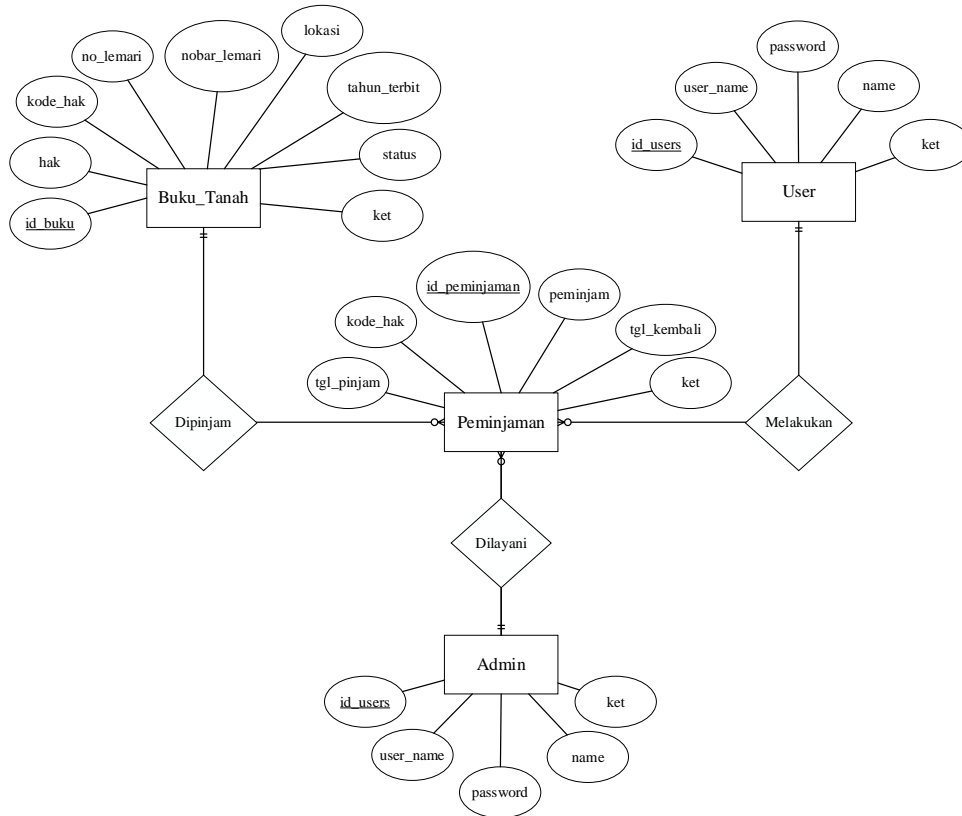 lokasi
nobar_lemari
no_lemari
kode_hak
tahun_terbit
hak
status
id_buku
ket
Buku_Tanah
password
user_name
name
id_users
ket
User
id_peminjaman
peminjam
kode_hak
tgl_kembali
tgl_pinjam
ket
Dipinjam
Peminjaman
Melakukan
Dilayani
Admin
id_users
ket
user_name
name
password